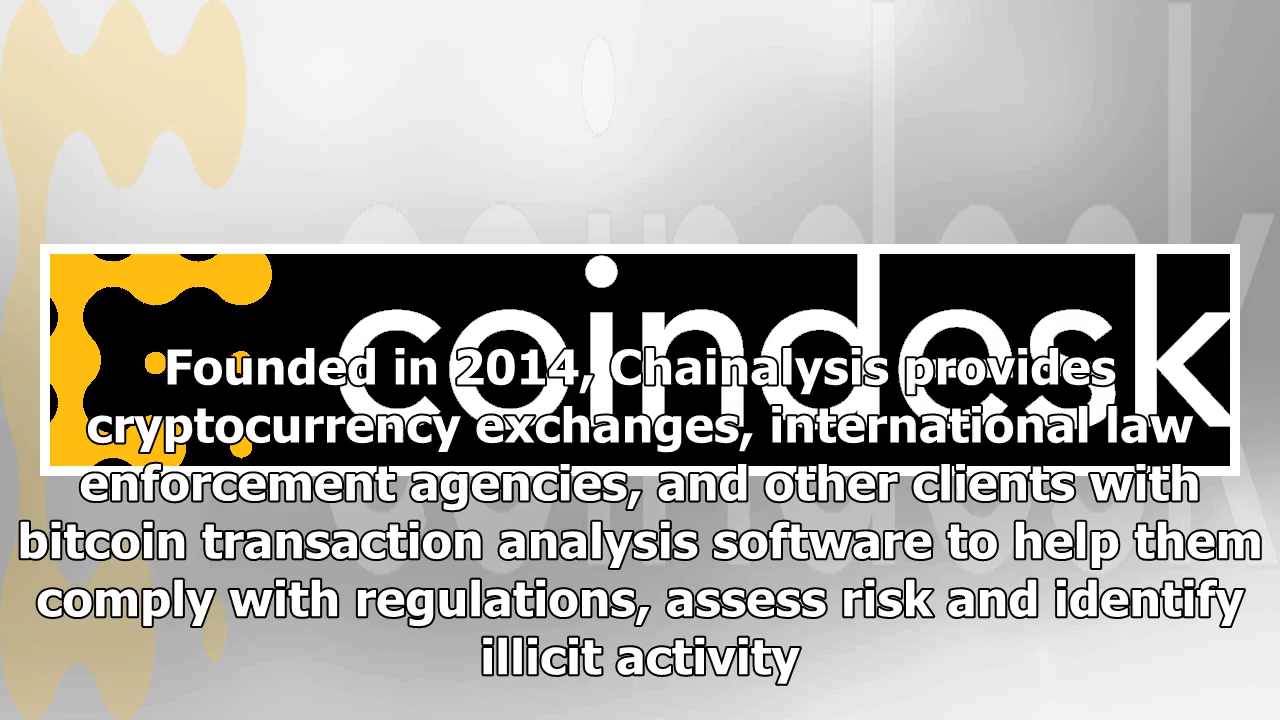 coindesk
Founded in 2014, Chainalysis provides
cryptocurrency exchanges, international law
enforcement agencies, and other clients with
bitcoin transaction analysis software to help them
comply with regulations, assess risk and identify
illicit activity